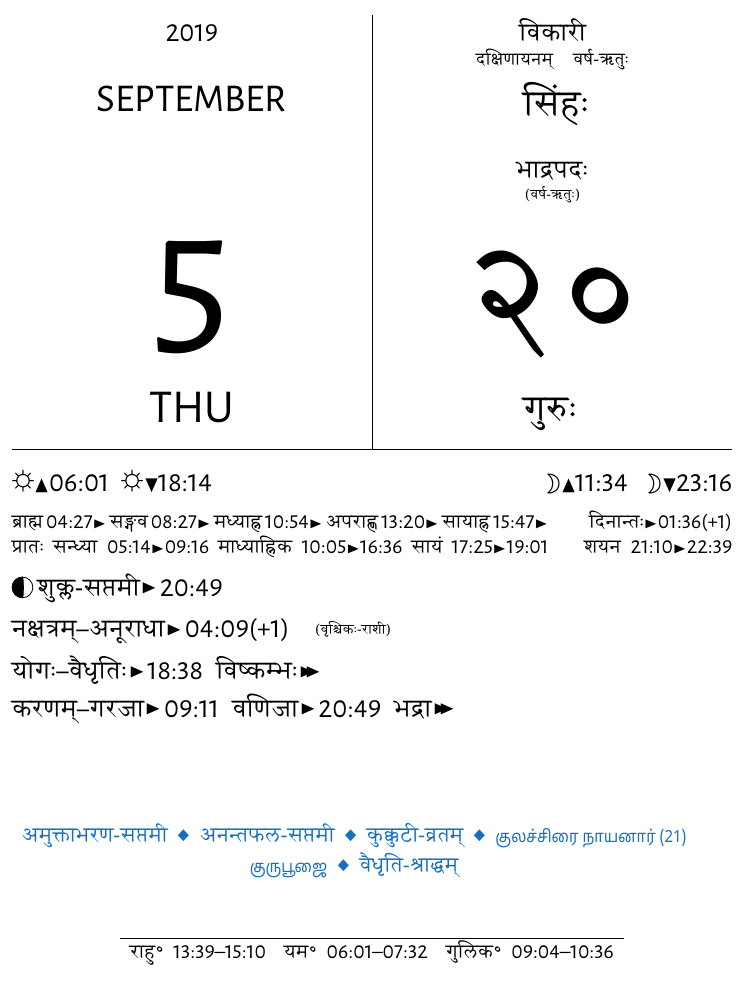 2019
SEPTEMBER
5
THU
विकारी
दक्षिणायनम् वर्ष-ऋतुः
सिंहः
भाद्रपदः
(वर्ष-ऋतुः)
२०
गुरुः
☼▲06:01 ☼▼18:14 ☽▲11:34 ☽▼23:16
ब्राह्म 04:27► सङ्गव 08:27► मध्याह्न 10:54► अपराह्ण 13:20► सायाह्न 15:47► दिनान्तः►01:36(+1)
प्रातः सन्ध्या 05:14►09:16 माध्याह्निक 10:05►16:36 सायं 17:25►19:01 शयन 21:10►22:39
शुक्ल-सप्तमी► 20:49
नक्षत्रम्–अनूराधा► 04:09(+1) (वृश्चिकः-राशी)
योगः–वैधृतिः►18:38 विष्कम्भः►►
करणम्–गरजा► 09:11 वणिजा►20:49 भद्रा►►
अमुक्ताभरण-सप्तमी ◆ अनन्तफल-सप्तमी ◆ कुक्कुटी-व्रतम् ◆ குலச்சிரை நாயனார் (21)
குருபூஜை ◆ वैधृति-श्राद्धम्
राहु° 13:39–15:10 यम° 06:01–07:32 गुलिक° 09:04–10:36